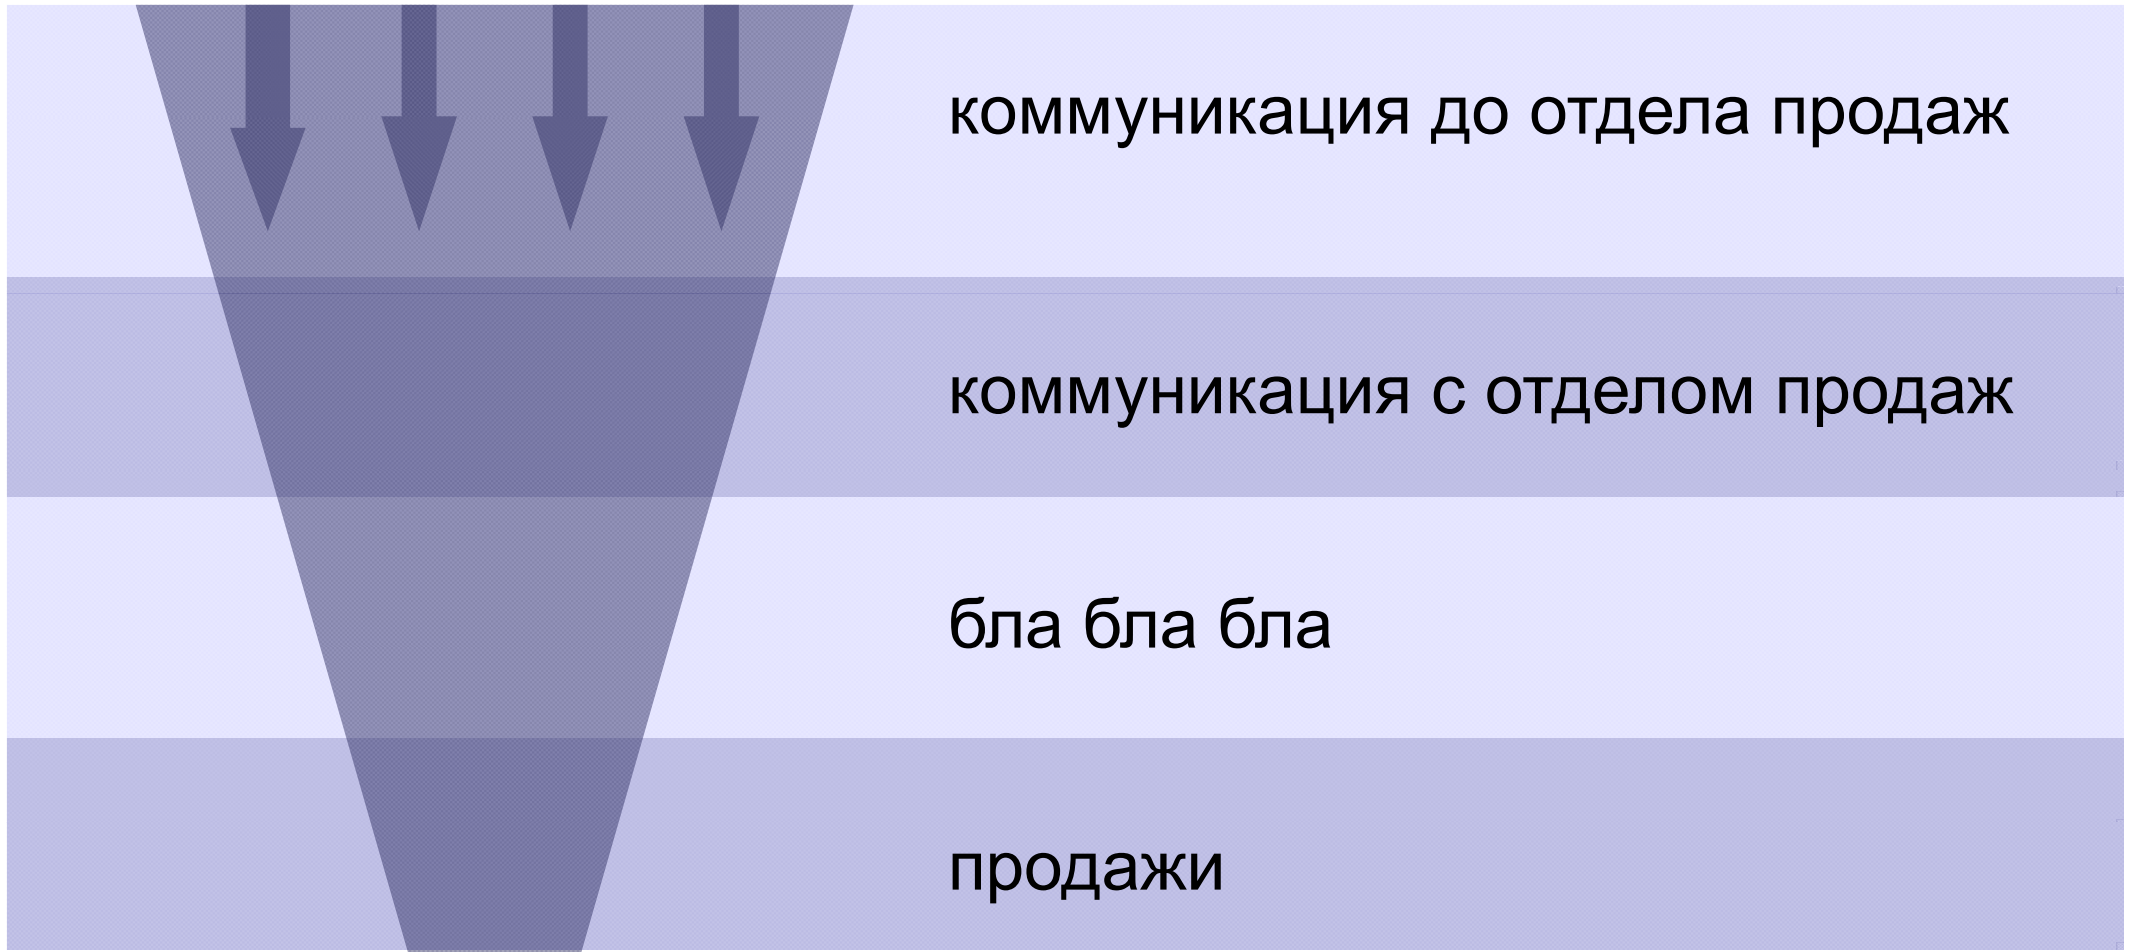 коммуникация до отдела продаж
коммуникация с отделом продаж
бла бла бла
продажи